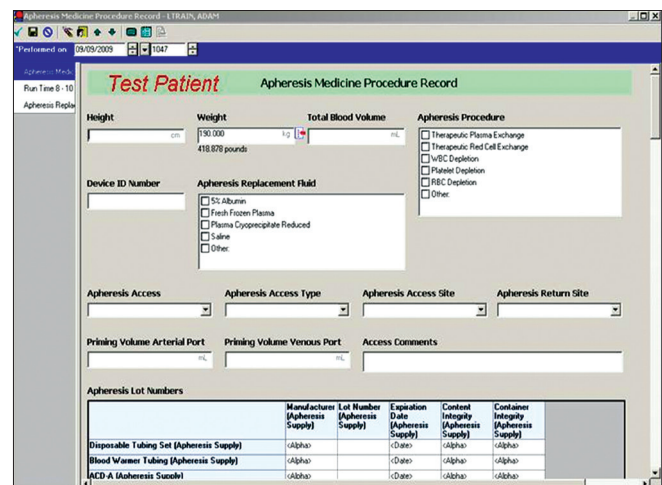 Apheresis Medicine Procedure Record - LTRAIN, ADAM
*Performed on 09/09/2009 1047
Apheresis Medic
Run Time 8 - 10
Apheresis Repla
Test Patient Apheresis Medicine Procedure Record
Height Weight Total Blood Volume Apheresis Procedure
cm 190.000 kg mL
418.878 pounds
Therapeutic Plasma Exchange
Therapeutic Red Cell Exchange
WBC Depletion
Platelet Depletion
RBC Depletion
Other:
Device ID Number Apheresis Replacement Fluid
5% Albumin
Fresh Frozen Plasma
Plasma Cryoprecipitate Reduced
Saline
Other:
Apheresis Access Apheresis Access Type Apheresis Access Site Apheresis Return Site
Priming Volume Arterial Port Priming Volume Venous Port Access Comments
mL mL
Apheresis Lot Numbers
Manufacturer Lot Number Expiration Content Container
(Apheresis (Apheresis Date Integrity Integrity
Supply) Supply) (Apheresis (Apheresis (Apheresis
Supply) Supply) Supply)
Disposable Tubing Set (Apheresis Supply) <Alpha> <Date> <Alpha> <Alpha>
Blood Warmer Tubing (Apheresis Supply) <Alpha> <Date> <Alpha> <Alpha>
ACD-A (Apheresis Supply) <Alpha> <Date> <Alpha> <Alpha>